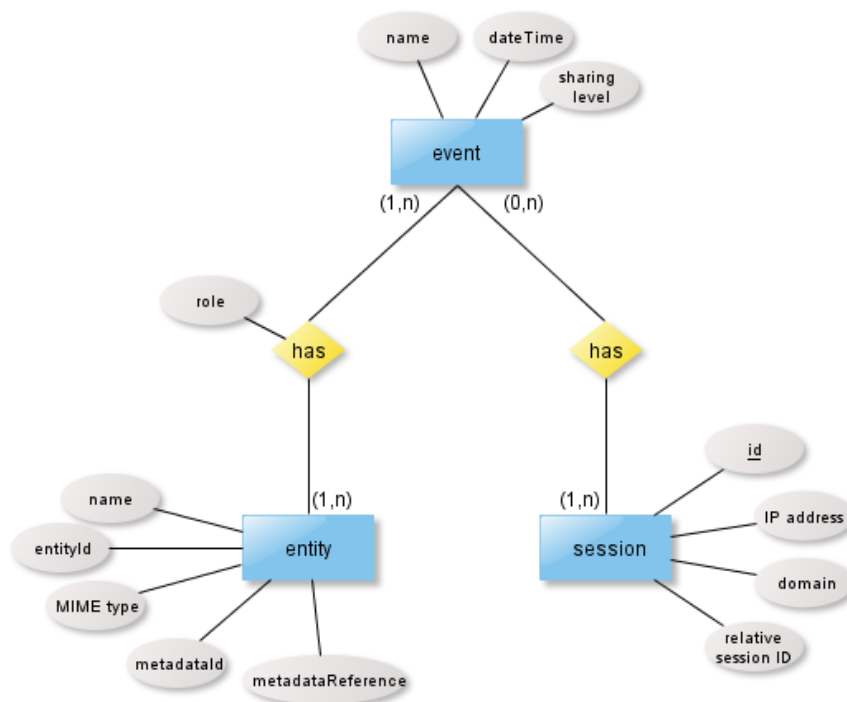 name
dateTime
sharing
level
event
(1,n)
(0,n)
role
has
has
id
name
(1,n)
(1,n)
IP address
entityId
entity
session
MIME type
domain
metadataId
relative
session ID
metadataReference